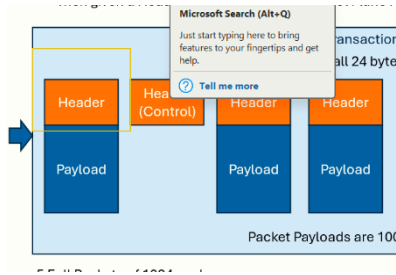 Microsoft Search (Alt+Q)
Just start typing here to bring
features to your fingertips and get
help.
Tell me more
ransaction
all 24 byte
Header
Header
Header
(Control)
Header
Payload
Payload
Payload
Packet Payloads are 100